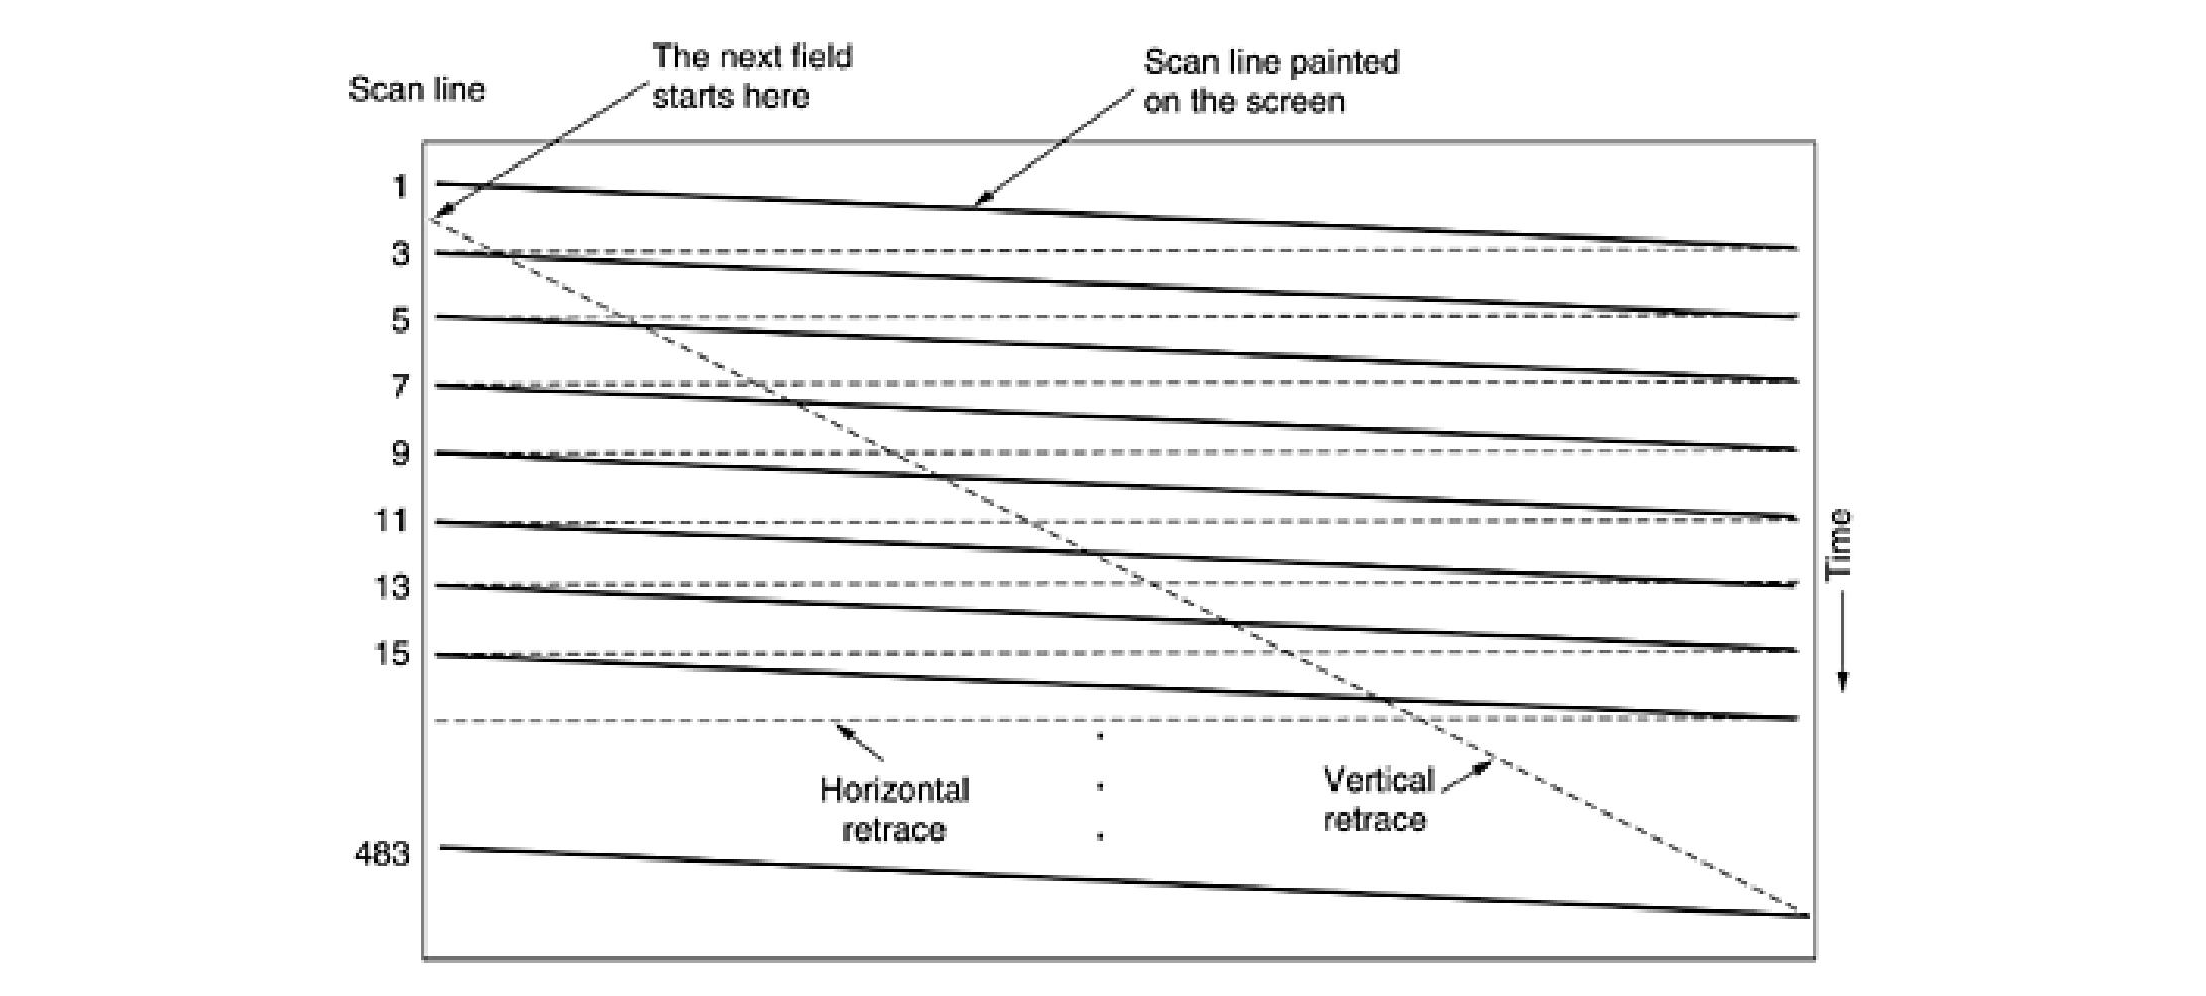 The next field
starts here
Scan line painted
on the screen
Scan line
1
3
5
7
9
11
13
15
483
Time
Horizontal
retrace
Vertical
retrace